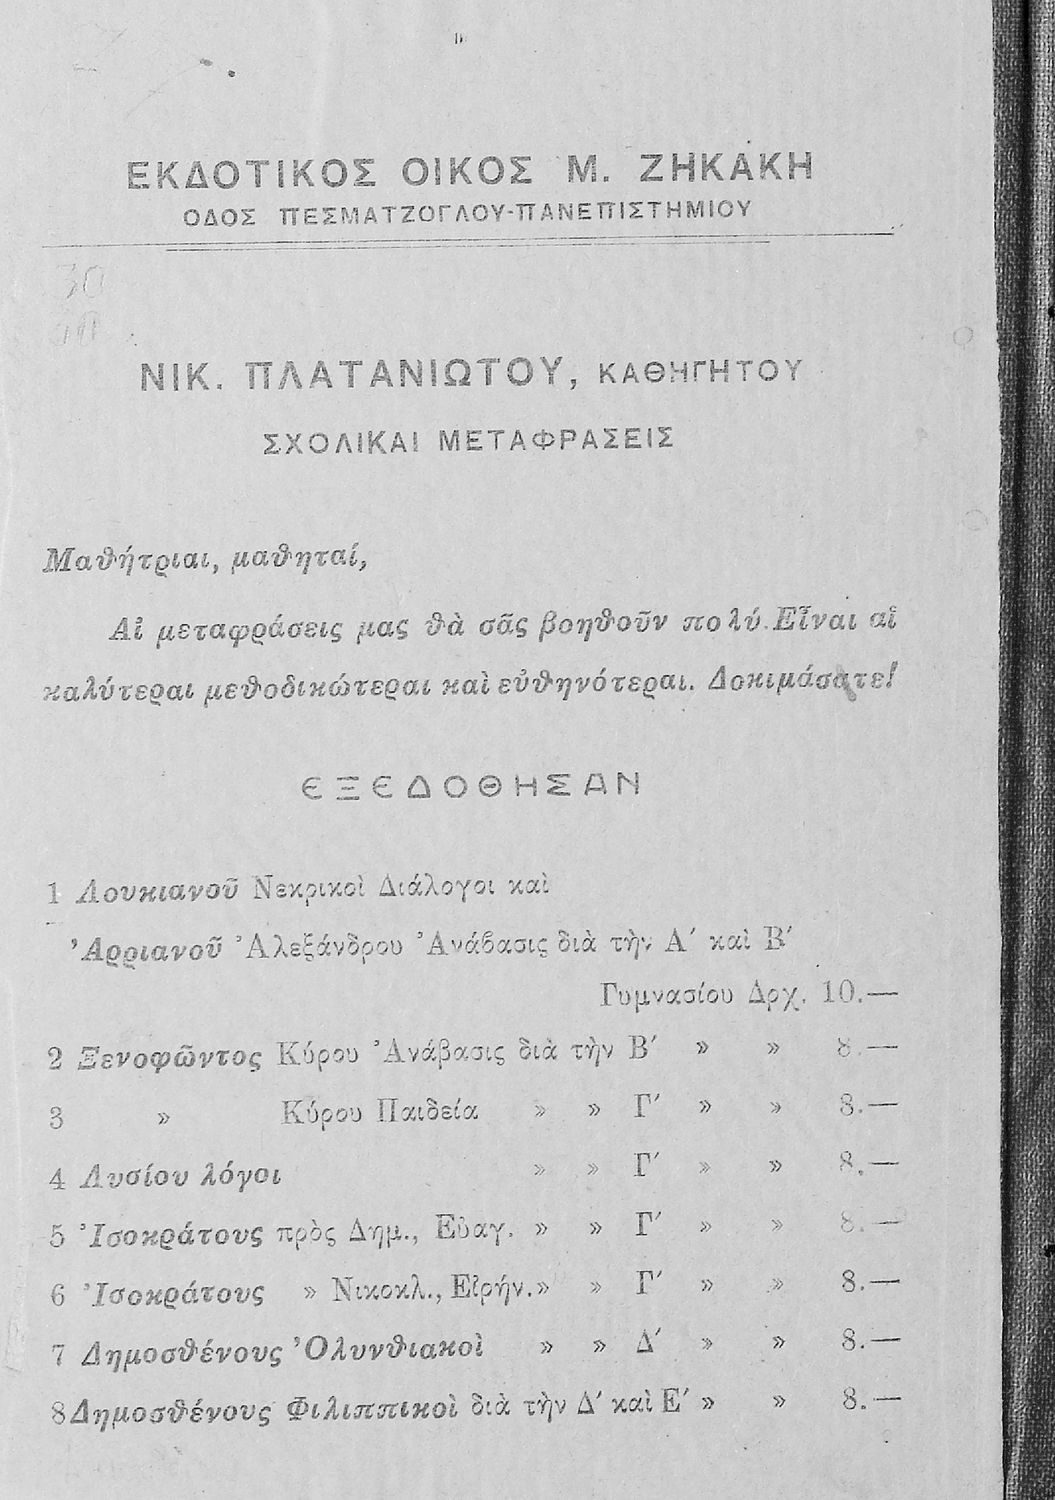 ΕΚΔΟΤΙΚΟΣ ΟΙΚΟΣ Μ. ΖΗΚΑΚΗ
ΟΔΟΣ ΠΕΣΜΑΤΖΟΓΛΟΥ-ΠΑΝΕΠΙΣΤΗΜΙΟΥ
30
ΝΙΚ. ΠΛΑΤΑΝΙΩΤΟΥ, ΚΑΘΗΓΗΤΟΥ
ΣΧΟΛΙΚΑΙ ΜΕΤΑΦΡΑΣΕΙΣ
Μαθήτριαι, μαθηταί,
Αἱ μεταφράσεις μας θὰ σᾶς βοηθοῦν πολύ. Εἶναι αἱ
καλύτεραι μεθοδικώτεραι καὶ εὐθηνότεραι. Δοκιμάσατε!
ΕΞΕΔΟΘΗΣΑΝ
1 Λουκιανοῦ Νεκρικοὶ Διάλογοι καὶ
Ἀρριανοῦ Ἀλεξάνδρου Ἀνάβασις διὰ τὴν Α′ καὶ Β′
Γυμνασίου Δρχ. 10.—
2 Ξενοφῶντος Κύρου Ἀνάβασις διὰ τὴν Β′ » » 8.—
3 » Κύρου Παιδεία » » Γ′ » » 8.—
4 Λυσίου λόγοι » » Γ′ » » 8.—
5 Ἰσοκράτους πρὸς Δημ., Εὐαγ. » » Γ′ » » 8.—
6 Ἰσοκράτους » Νικοκλ., Εἰρήν. » » Γ′ » » 8.—
7 Δημοσθένους Ὀλυνθιακοὶ » » Δ′ » » 8.—
8 Δημοσθένους Φιλιππικοὶ διὰ τὴν Δ′ καὶ Ε′ » » 8.—